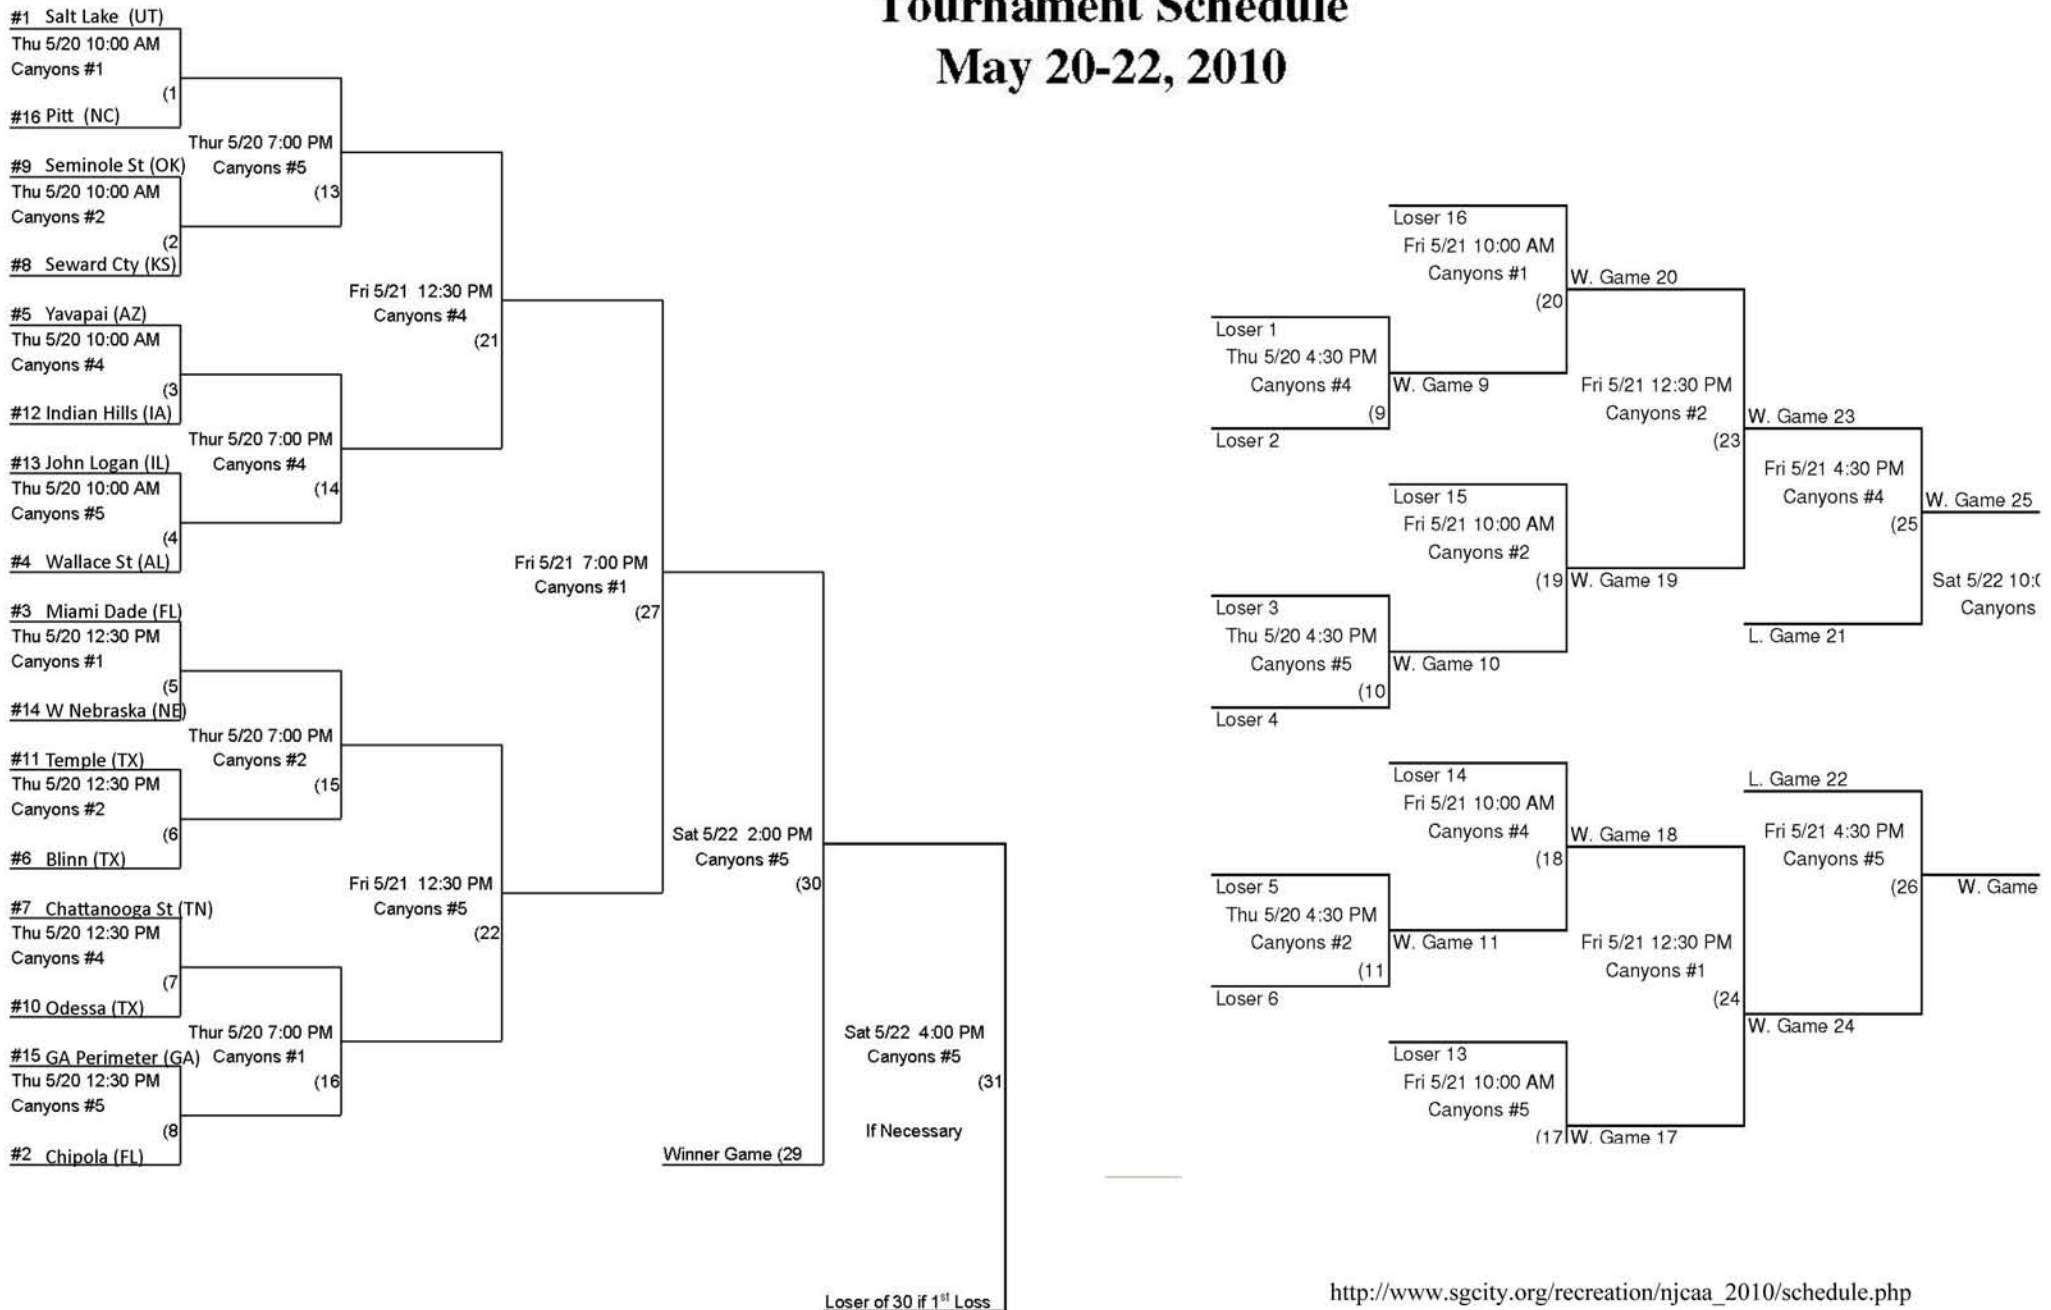 Tournament Schedule
May 20-22, 2010
#1 Salt Lake (UT)
Thu 5/20 10:00 AM
Canyons #1
(1
#16 Pitt (NC)
Thur 5/20 7:00 PM
Canyons #5
(13
#9 Seminole St (OK)
Thu 5/20 10:00 AM
Canyons #2
(2
#8 Seward Cty (KS)
Fri 5/21 12:30 PM
Canyons #4
(21
#5 Yavapai (AZ)
Thu 5/20 10:00 AM
Canyons #4
(3
#12 Indian Hills (IA)
Thur 5/20 7:00 PM
Canyons #4
(14
#13 John Logan (IL)
Thu 5/20 10:00 AM
Canyons #5
(4
#4 Wallace St (AL)
Fri 5/21 7:00 PM
Canyons #1
(27
#3 Miami Dade (FL)
Thu 5/20 12:30 PM
Canyons #1
(5
#14 W Nebraska (NE)
Thur 5/20 7:00 PM
Canyons #2
(15
#11 Temple (TX)
Thu 5/20 12:30 PM
Canyons #2
(6
#6 Blinn (TX)
Sat 5/22 2:00 PM
Canyons #5
(30
Fri 5/21 12:30 PM
Canyons #5
(22
#7 Chattanooga St (TN)
Thu 5/20 12:30 PM
Canyons #4
(7
#10 Odessa (TX)
Thur 5/20 7:00 PM
Canyons #1
(16
#15 GA Perimeter (GA)
Thu 5/20 12:30 PM
Canyons #5
(8
#2 Chipola (FL)
Sat 5/22 4:00 PM
Canyons #5
(31
If Necessary
Winner Game (29
Loser of 30 if 1st Loss
Loser 16
Fri 5/21 10:00 AM
Canyons #1
(20
W. Game 20
Loser 1
Thu 5/20 4:30 PM
Canyons #4
(9
W. Game 9
Loser 2
Fri 5/21 12:30 PM
Canyons #2
(23
W. Game 23
Loser 15
Fri 5/21 10:00 AM
Canyons #2
(19
W. Game 19
Fri 5/21 4:30 PM
Canyons #4
(25
W. Game 25
Sat 5/22 10:0
Canyons
Loser 3
Thu 5/20 4:30 PM
Canyons #5
(10
W. Game 10
Loser 4
L. Game 21
Loser 14
Fri 5/21 10:00 AM
Canyons #4
(18
W. Game 18
L. Game 22
Fri 5/21 4:30 PM
Canyons #5
(26
W. Game
Loser 5
Thu 5/20 4:30 PM
Canyons #2
(11
W. Game 11
Loser 6
Fri 5/21 12:30 PM
Canyons #1
(24
W. Game 24
Loser 13
Fri 5/21 10:00 AM
Canyons #5
(17
W. Game 17
http://www.sgcity.org/recreation/njcaa_2010/schedule.php